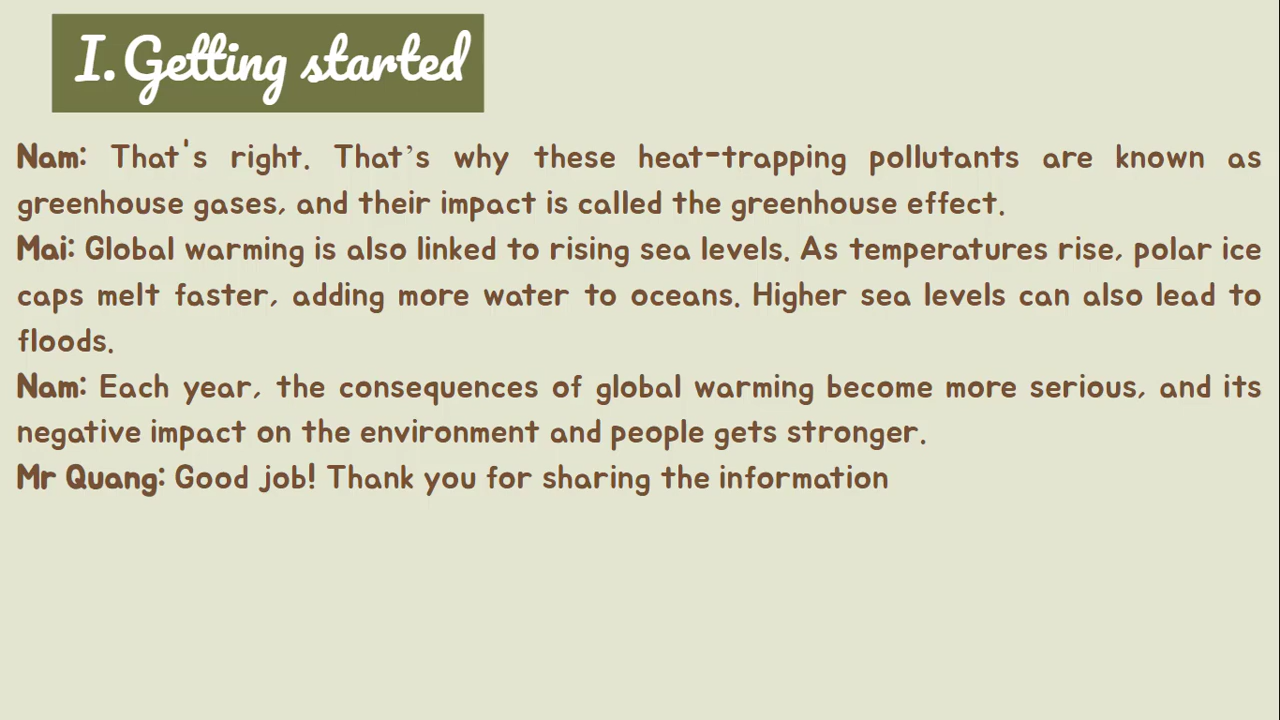 I. Getting started
Nam: That's right. That’s why these heat-trapping pollutants are known as
greenhouse gases, and their impact is called the greenhouse effect.
Mai: Global warming is also linked to rising sea levels. As temperatures rise, polar ice
caps melt faster, adding more water to oceans. Higher sea levels can also lead to
floods.
Nam: Each year, the consequences of global warming become more serious, and its
negative impact on the environment and people gets stronger.
Mr Quang: Good job! Thank you for sharing the information